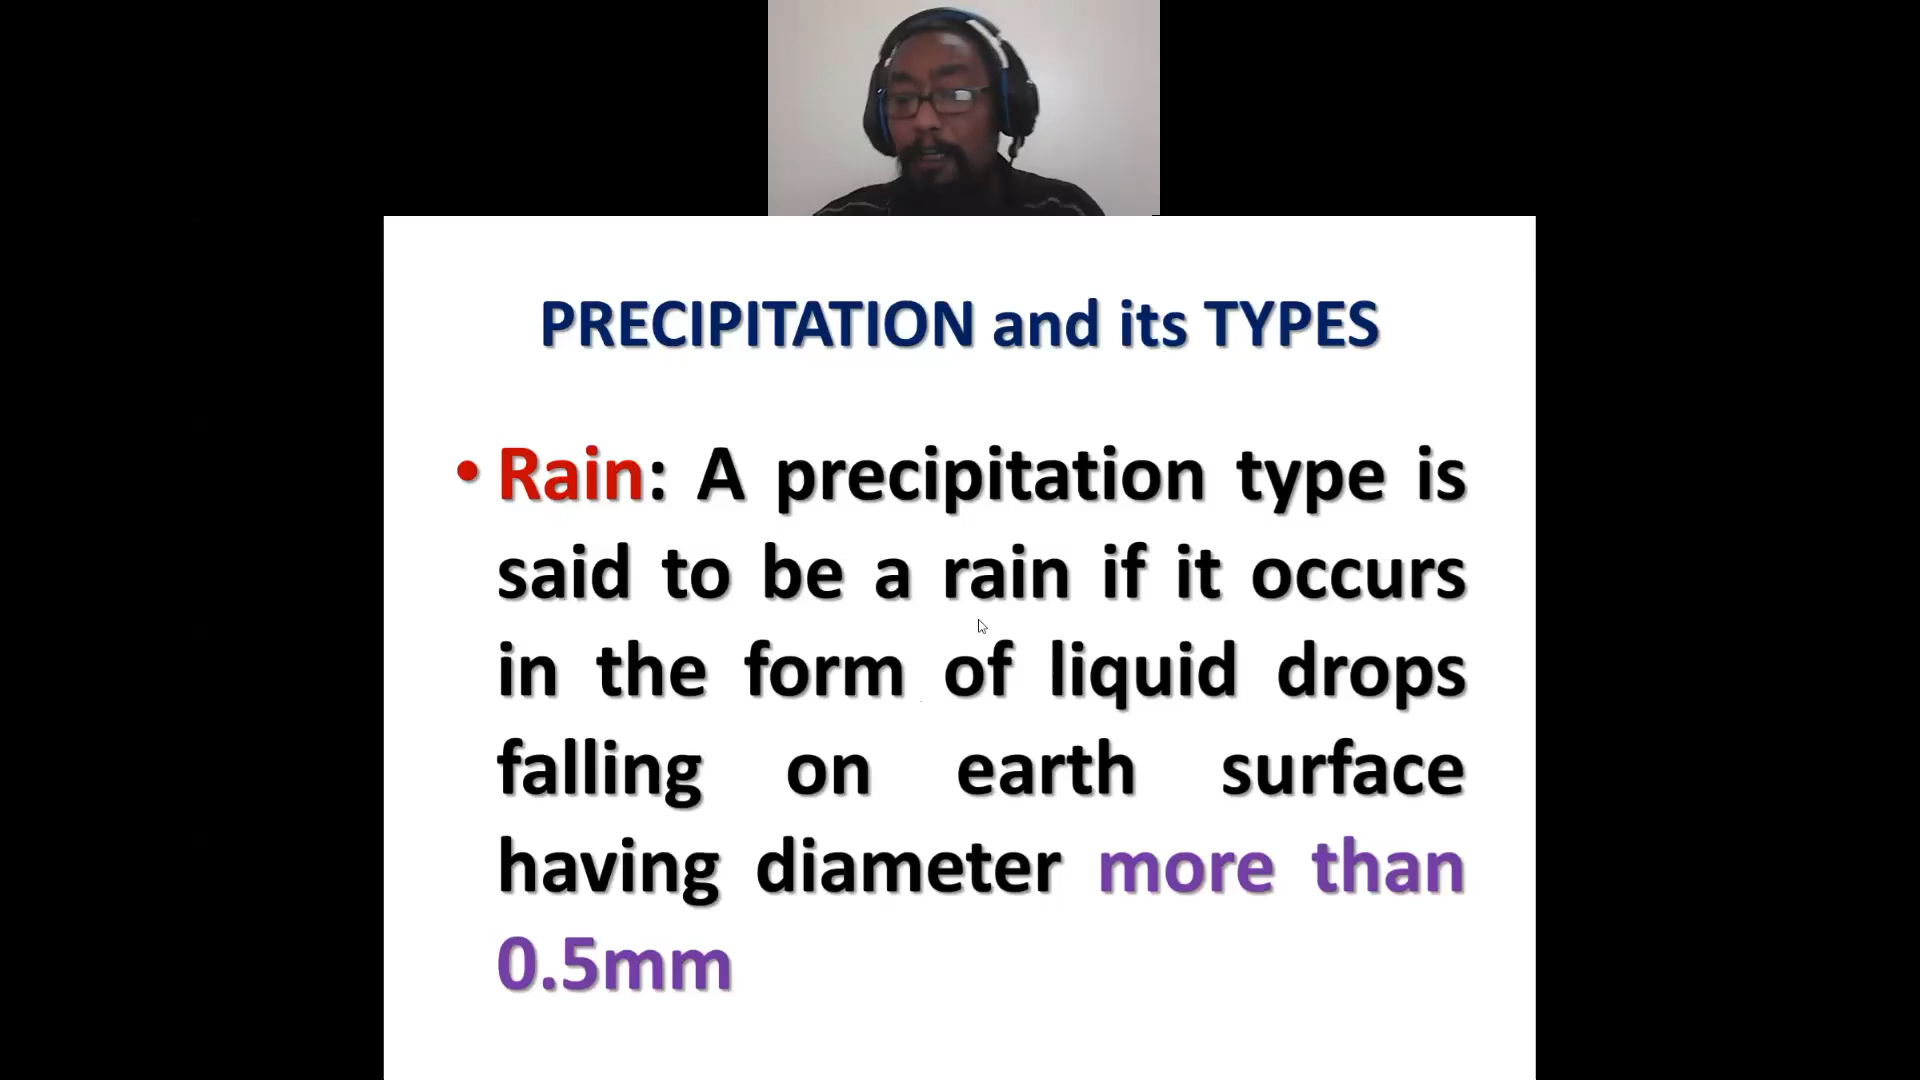 PRECIPITATION and its TYPES
• Rain: A precipitation type is
said to be a rain if it occurs
in the form of liquid drops
falling on earth surface
having diameter more than
0.5mm